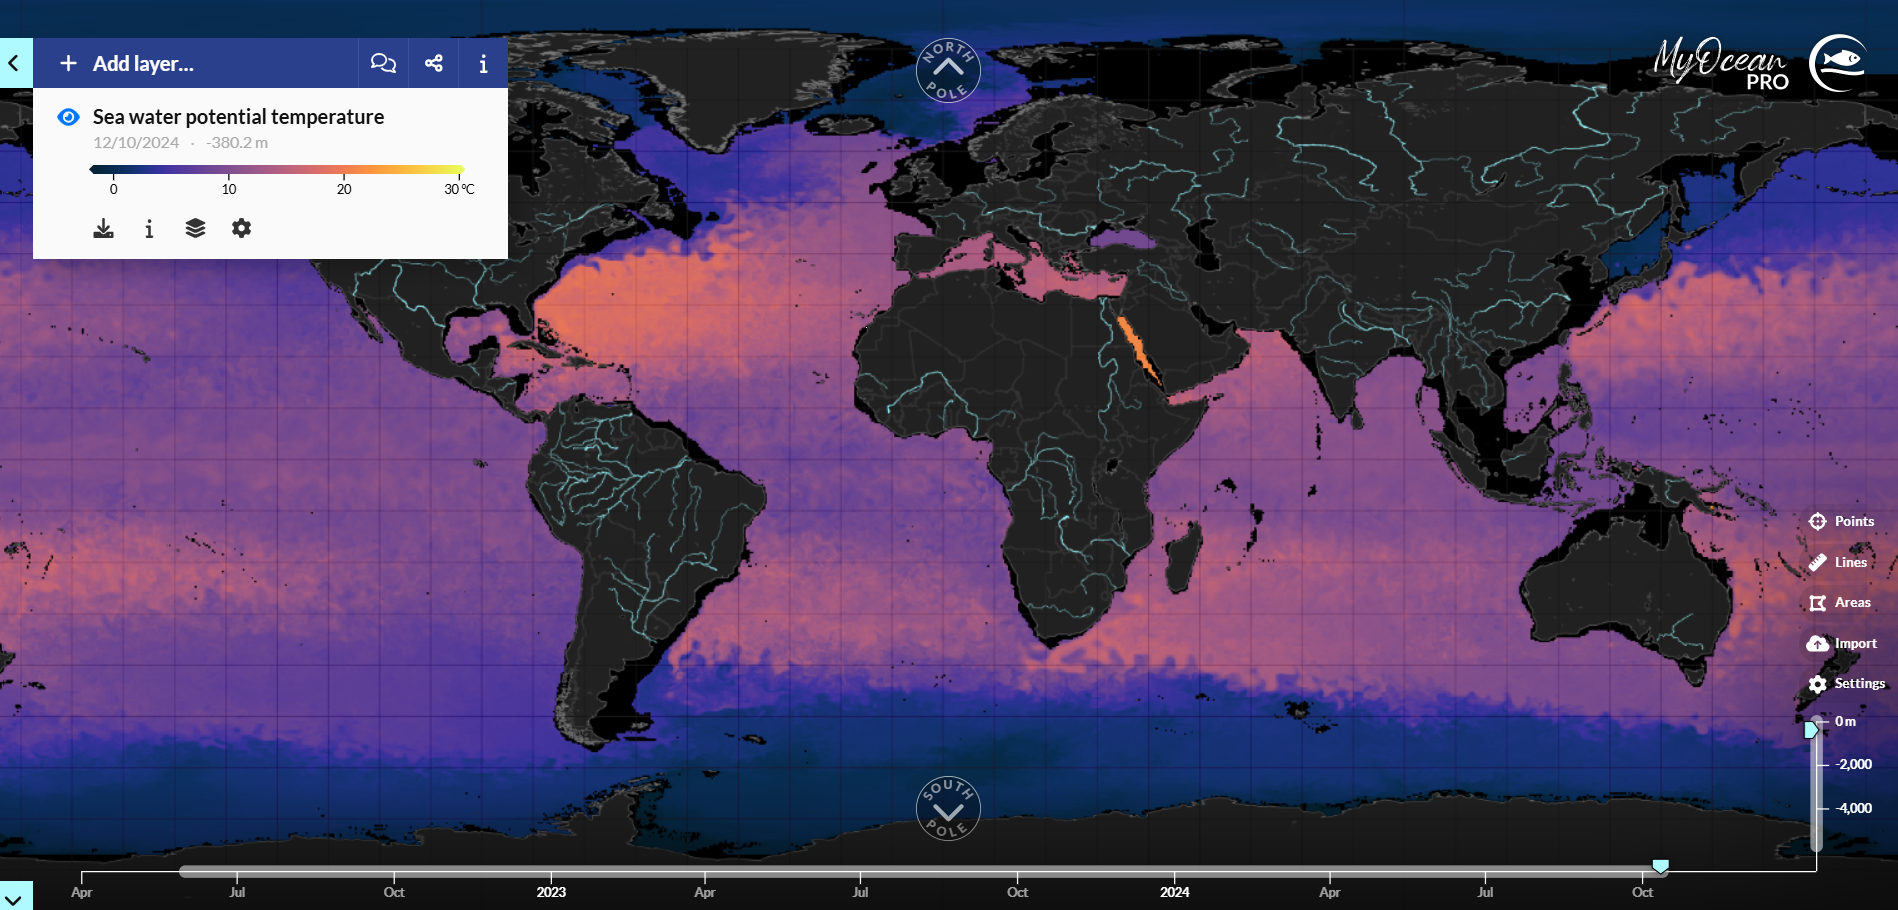 Add layer...
Sea water potential temperature
12/10/2024 · -380.2 m
0 10 20 30 °C
NORTH
POLE
MyOcean
PRO
Points
Lines
Areas
Import
Settings
0 m
-2,000
-4,000
SOUTH
POLE
Apr Jul Oct 2023 Apr Jul Oct 2024 Apr Jul Oct